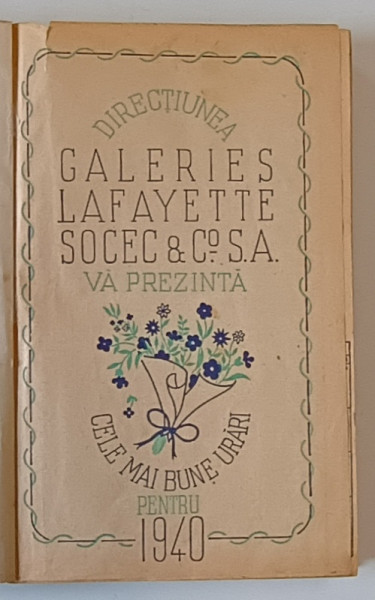 DIRECȚIUNEA
GALERIES
LAFAYETTE
SOCEC & Cº. S.A.
VĂ PREZINTĂ
CELE MAI BUNE URĂRI
PENTRU
1940